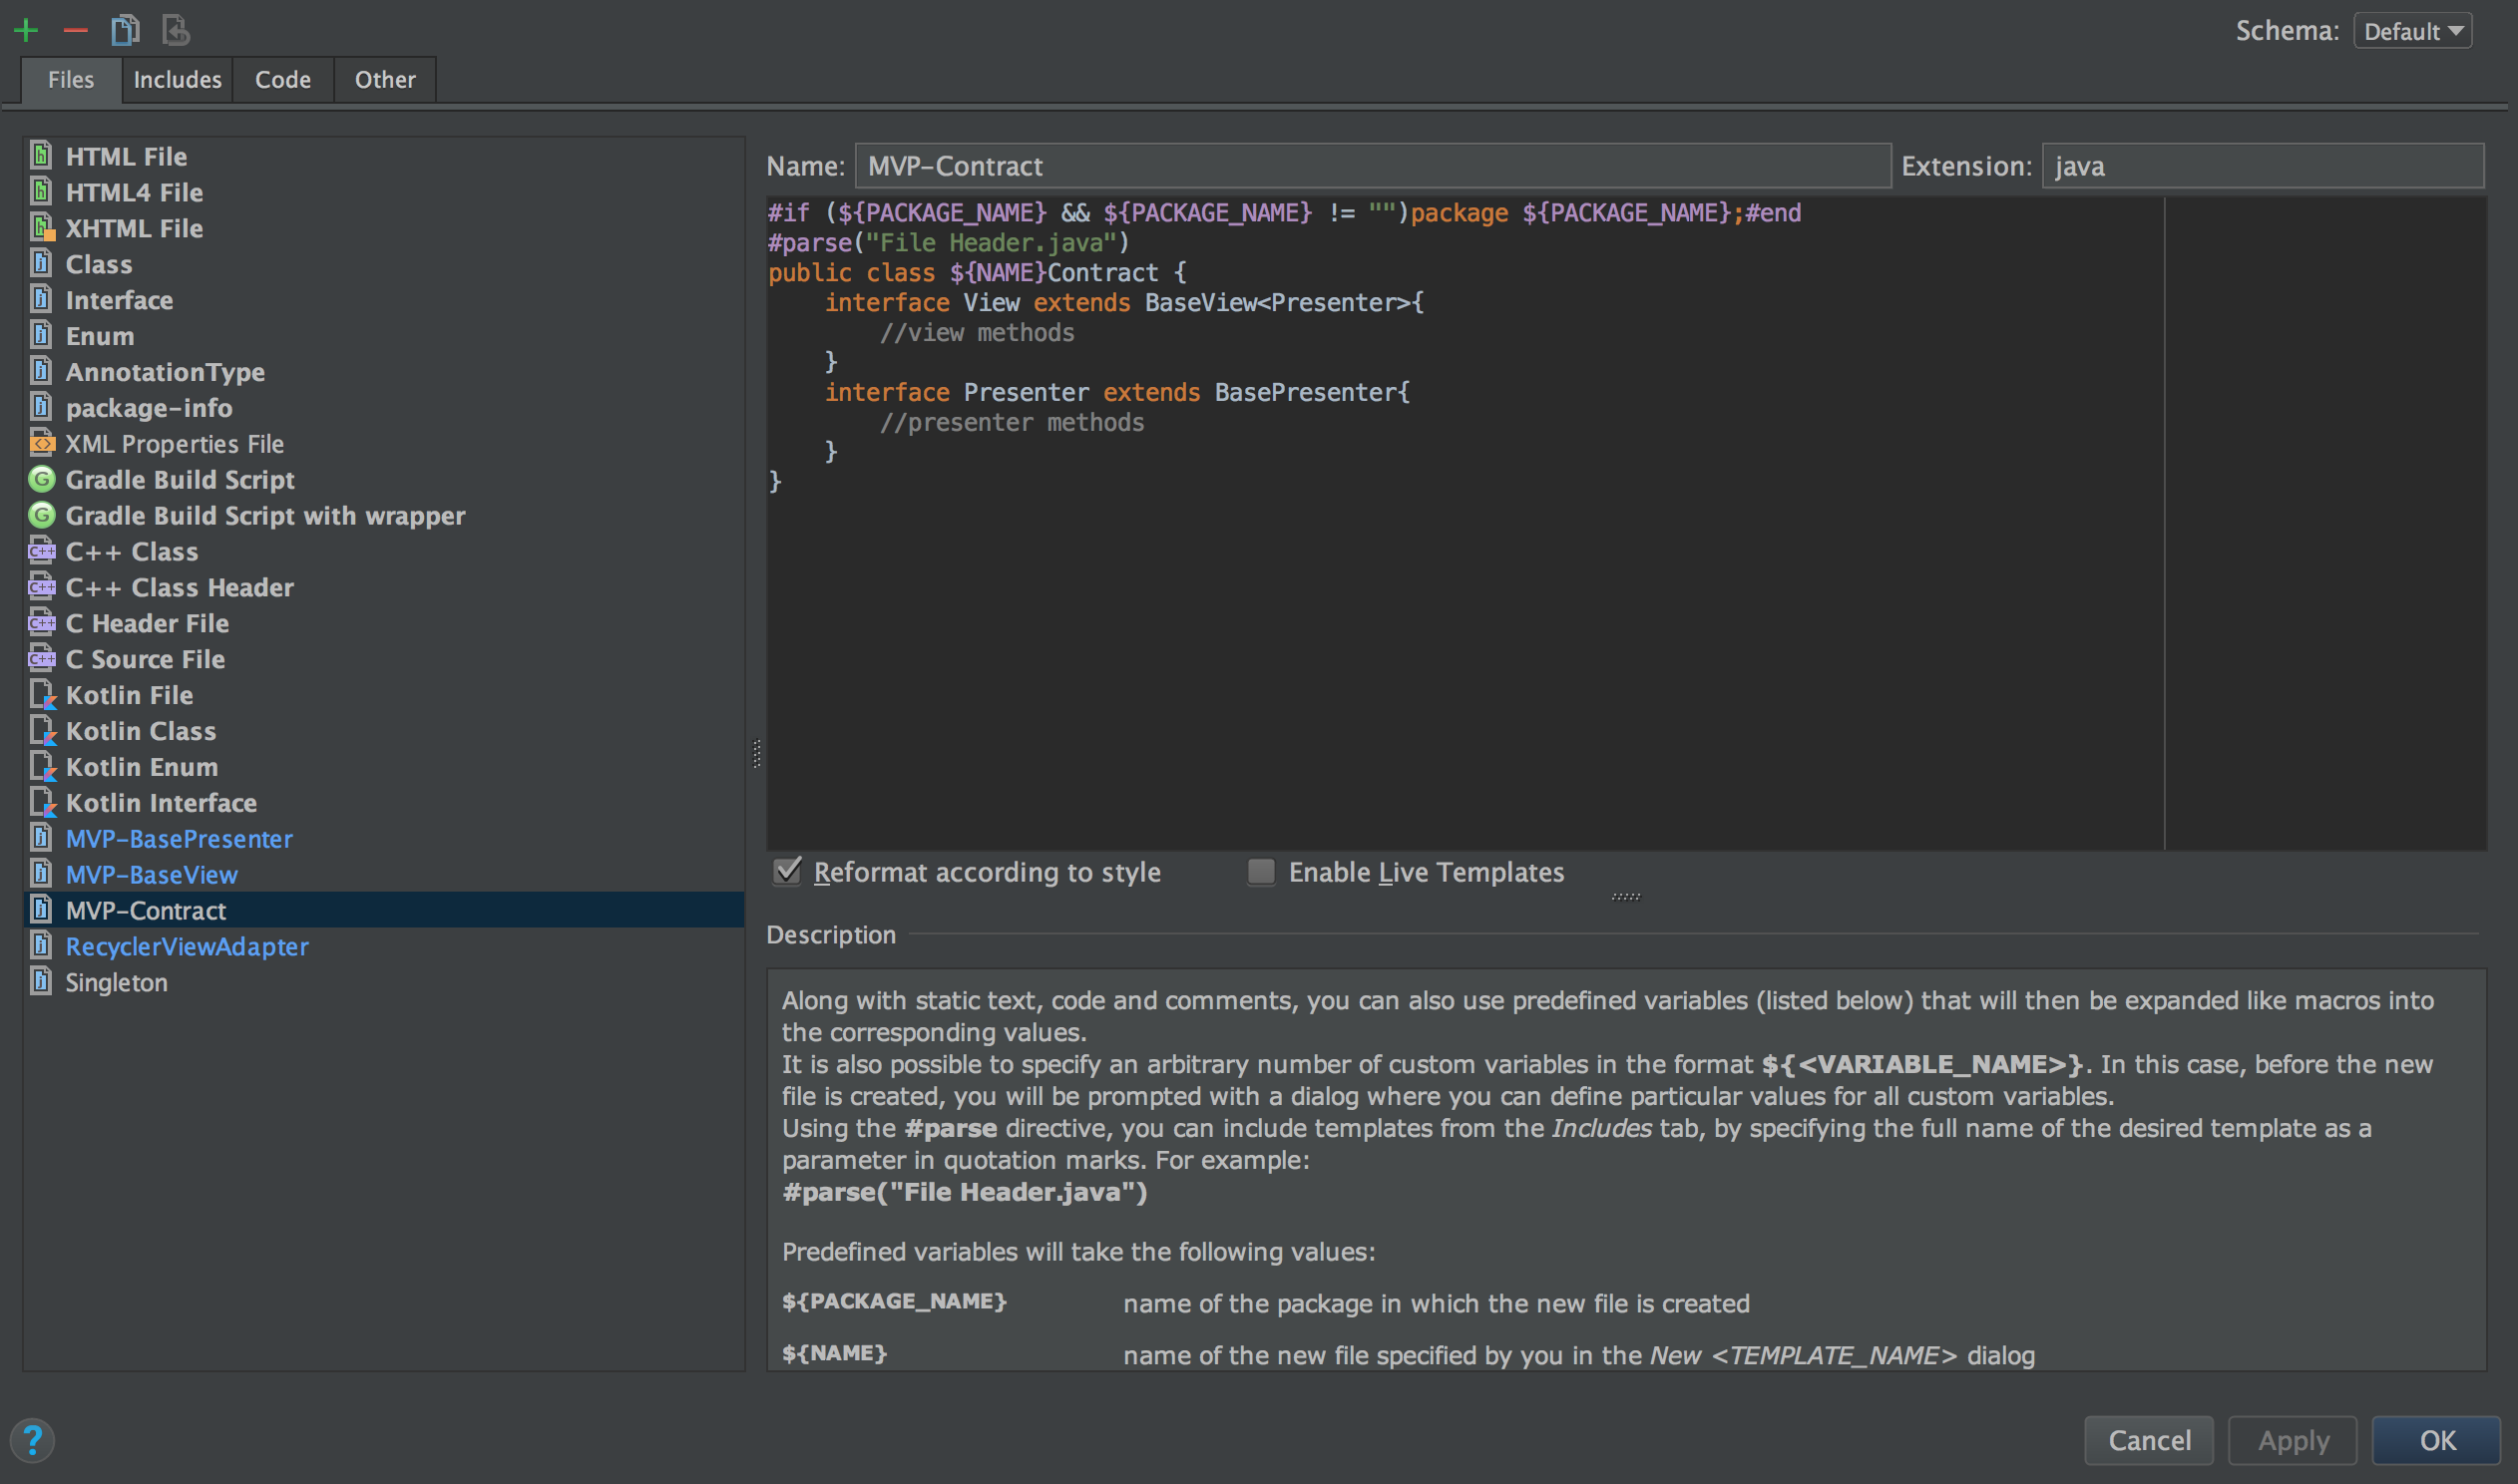 Schema: Default
Files Includes Code Other
HTML File
HTML4 File
XHTML File
Class
Interface
Enum
AnnotationType
package-info
XML Properties File
Gradle Build Script
Gradle Build Script with wrapper
C++ Class
C++ Class Header
C Header File
C Source File
Kotlin File
Kotlin Class
Kotlin Enum
Kotlin Interface
MVP-BasePresenter
MVP-BaseView
MVP-Contract
RecyclerViewAdapter
Singleton
Name: MVP-Contract Extension: java
#if (${PACKAGE_NAME} && ${PACKAGE_NAME} != "")package ${PACKAGE_NAME};#end
#parse("File Header.java")
public class ${NAME}Contract {
    interface View extends BaseView<Presenter>{
        //view methods
    }
    interface Presenter extends BasePresenter{
        //presenter methods
    }
}
Reformat according to style Enable Live Templates
Description
Along with static text, code and comments, you can also use predefined variables (listed below) that will then be expanded like macros into
the corresponding values.
It is also possible to specify an arbitrary number of custom variables in the format ${<VARIABLE_NAME>}. In this case, before the new
file is created, you will be prompted with a dialog where you can define particular values for all custom variables.
Using the #parse directive, you can include templates from the Includes tab, by specifying the full name of the desired template as a
parameter in quotation marks. For example:
#parse("File Header.java")
Predefined variables will take the following values:
${PACKAGE_NAME} name of the package in which the new file is created
${NAME} name of the new file specified by you in the New <TEMPLATE_NAME> dialog
? Cancel Apply OK